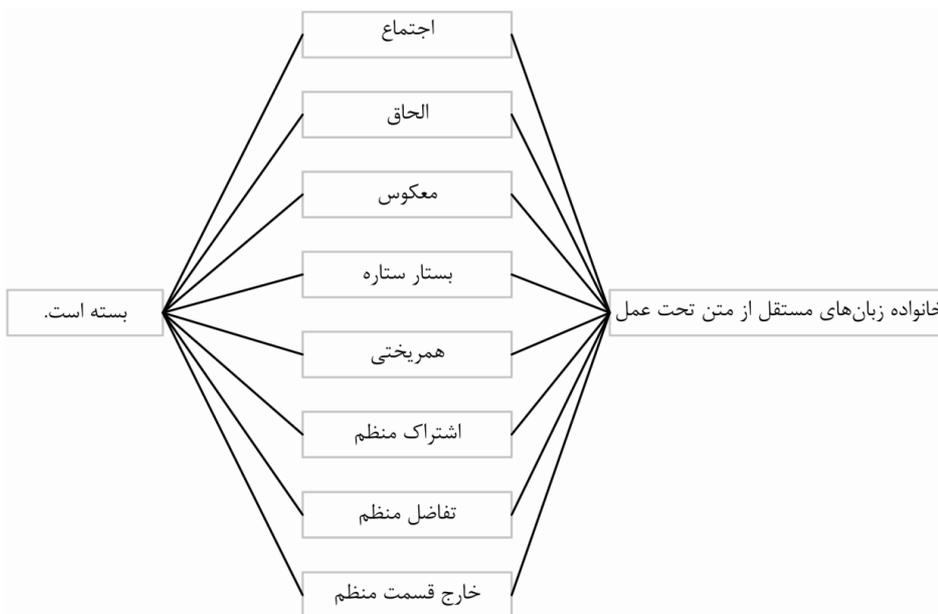 خانواده زبان‌های مستقل از متن تحت عمل
اجتماع
الحاق
معکوس
بستار ستاره
همریختی
اشتراک منظم
تفاضل منظم
خارج قسمت منظم
بسته است.